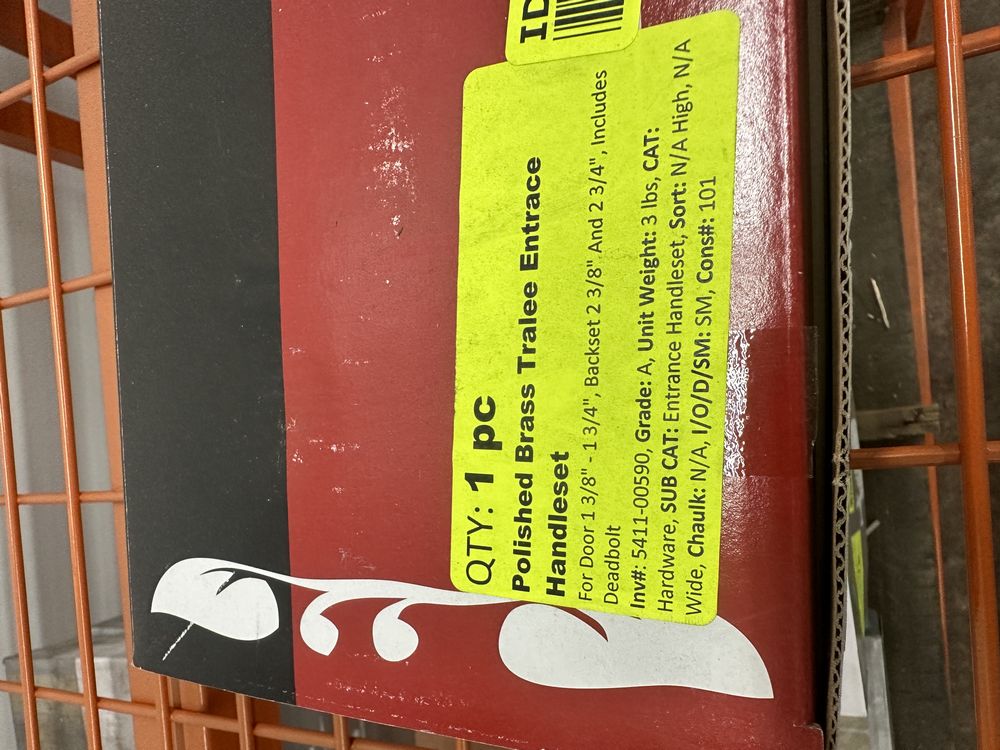 ID
QTY: 1 pc
Polished Brass Tralee Entrace
Handleset
For Door 1 3/8" - 1 3/4", Backset 2 3/8" And 2 3/4", Includes
Deadbolt
Inv#: 5411-00590, Grade: A, Unit Weight: 3 lbs, CAT:
Hardware, SUB CAT: Entrance Handleset, Sort: N/A High, N/A
Wide, Chaulk: N/A, I/O/D/SM: SM, Cons#: 101